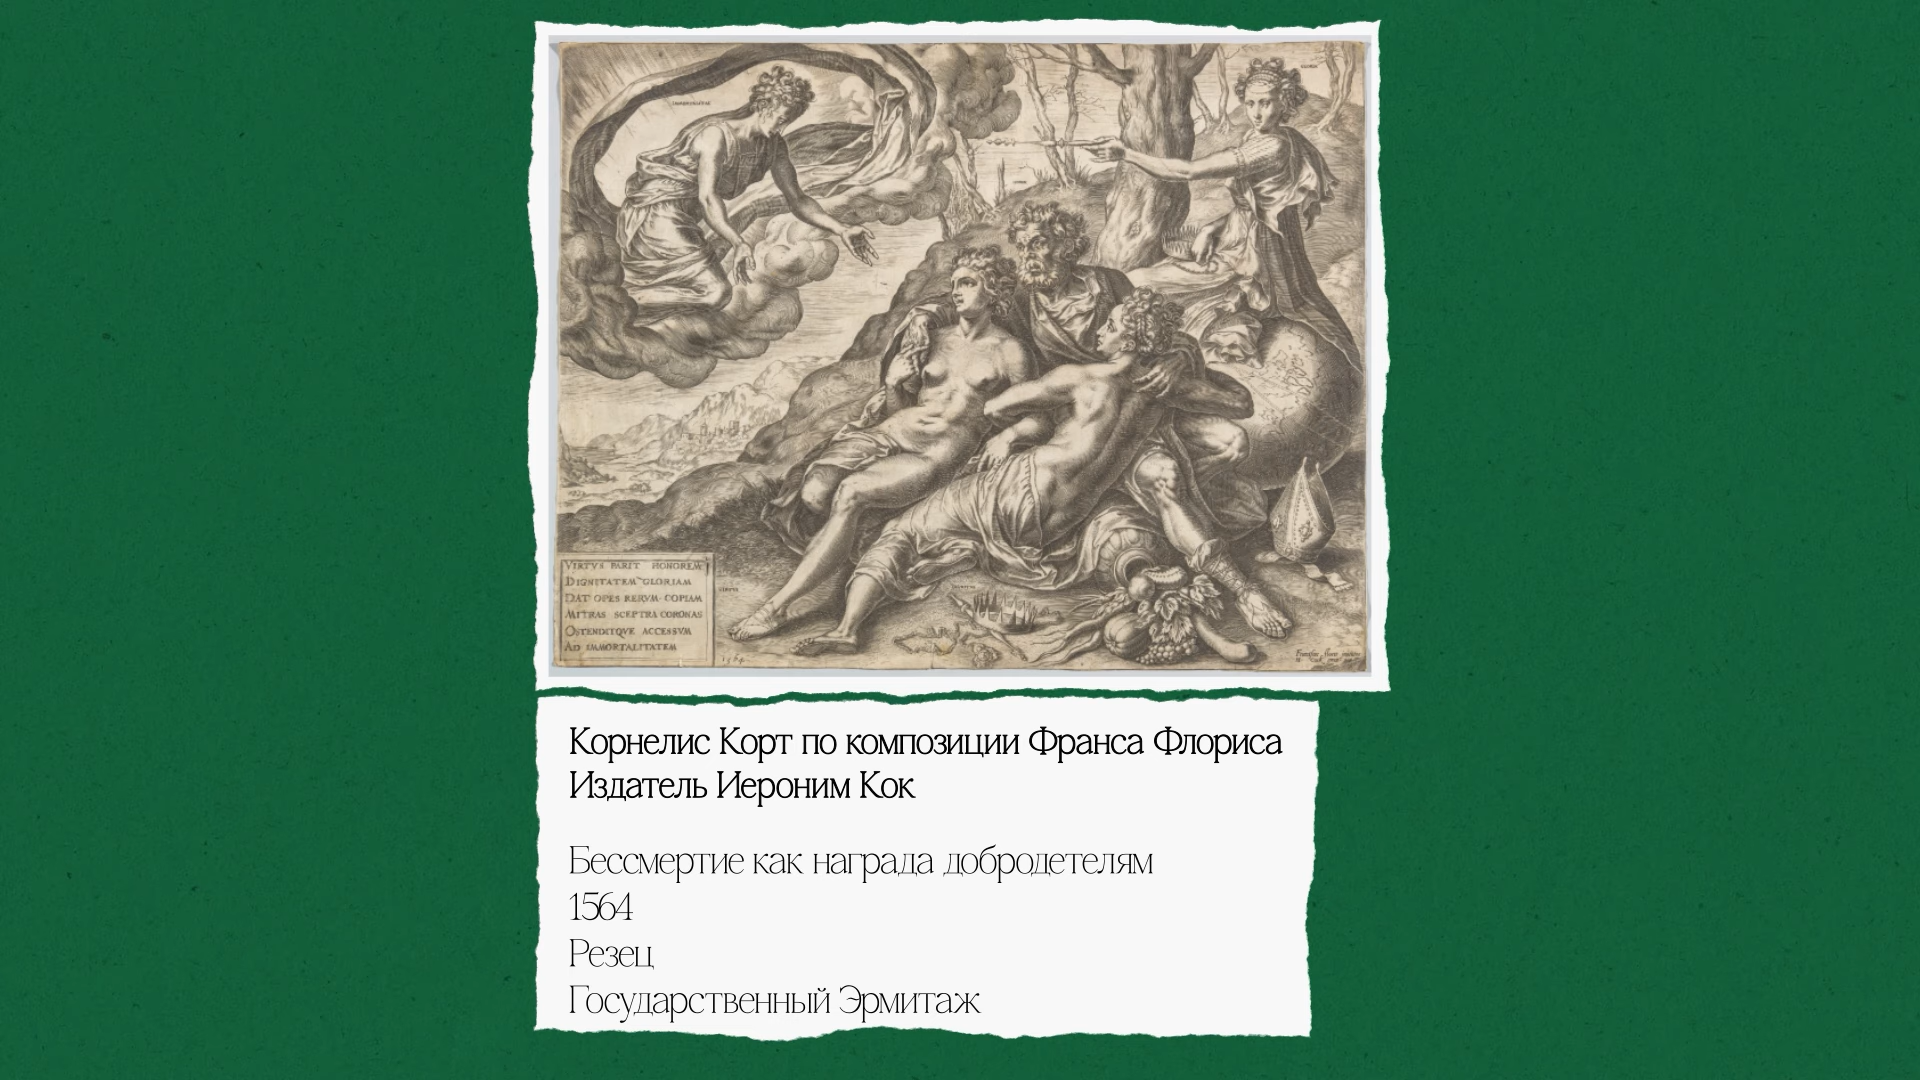 VIRTVS PARIT HONOREM
DIGNITATEM GLORIAM
DAT OPES RERVM COPIAM
MITRAS SCEPTRA CORONAS
OSTENDITQVE ACCESSVM
AD IMMORTALITATEM
1564
Корнелис Корт по композиции Франса Флориса
Издатель Иероним Кок
Бессмертие как награда добродетелям
1564
Резец
Государственный Эрмитаж